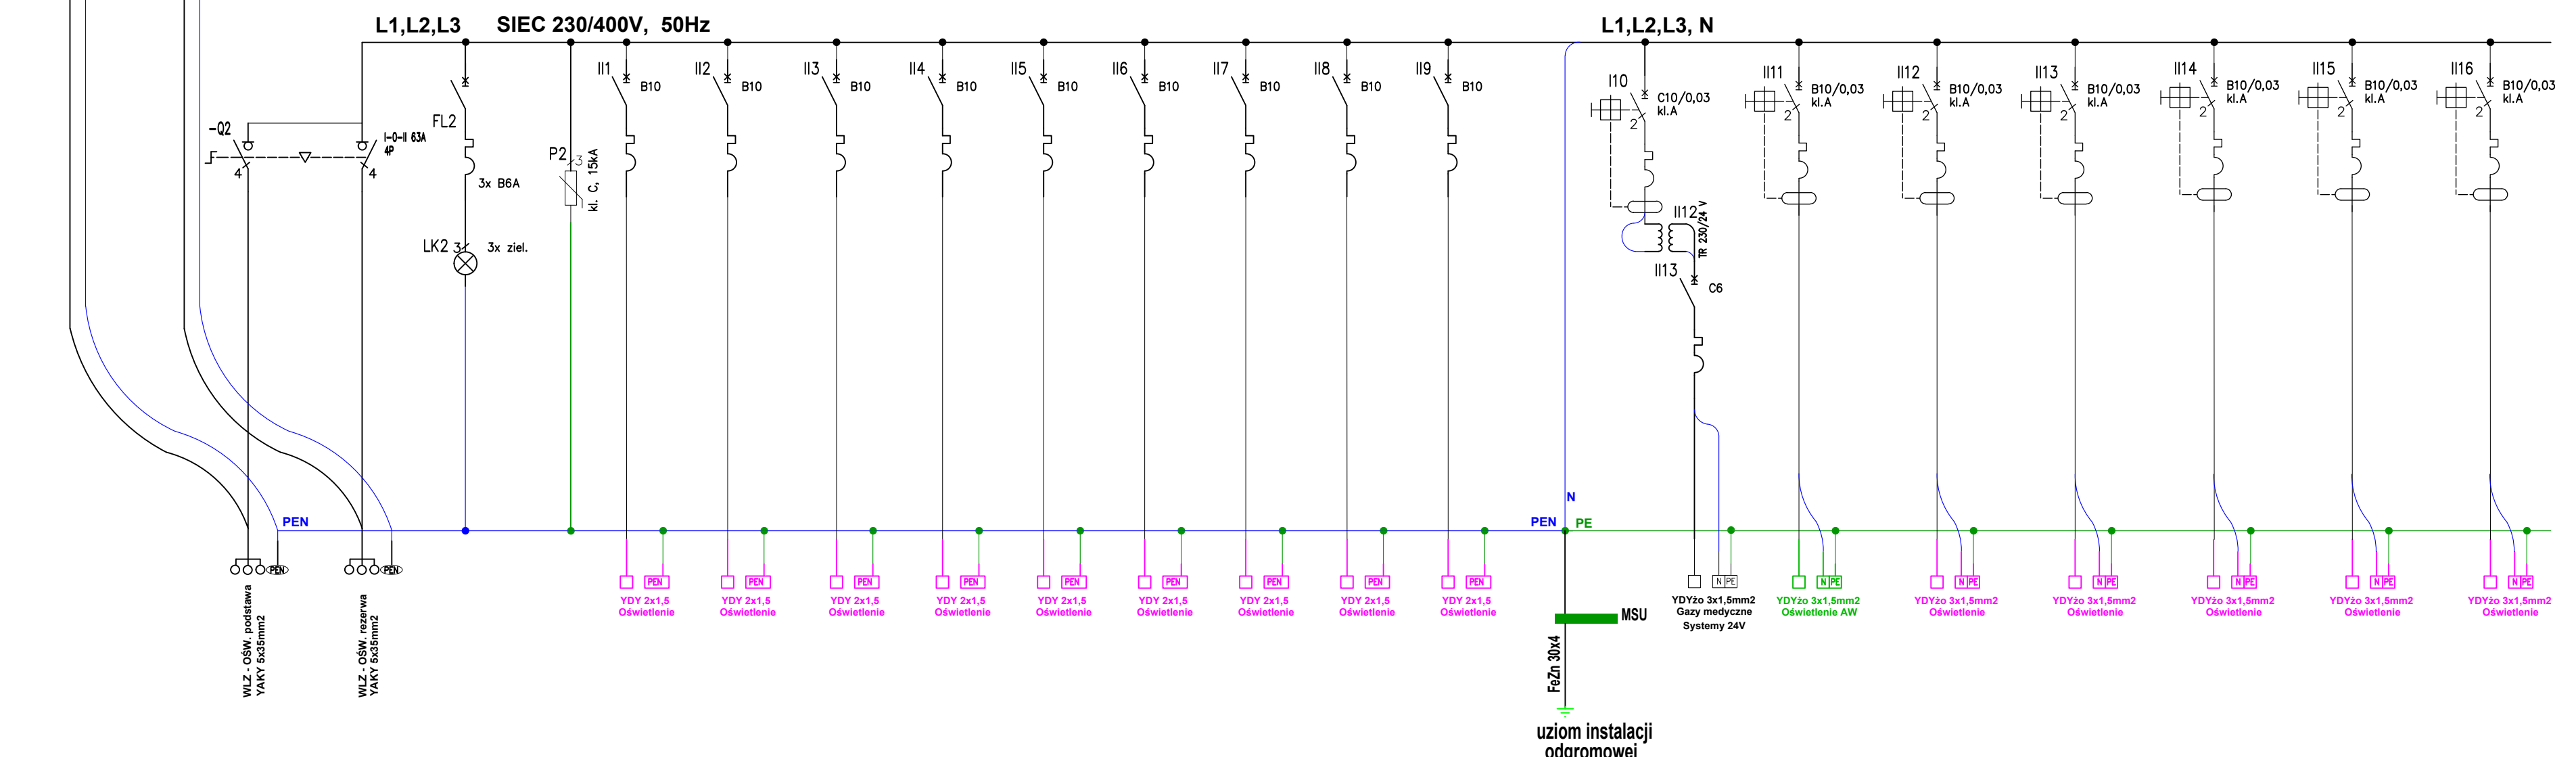 L1,L2,L3 SIEC 230/400V, 50Hz
L1,L2,L3, N
-Q2
I-0-II 63A
4P
4
4
FL2
3x B6A
LK2
3
3x ziel.
P2
3
kl. C, 15kA
II1
B10
II2
B10
II3
B10
II4
B10
II5
B10
II6
B10
II7
B10
II8
B10
II9
B10
I10
C10/0,03
kl.A
2
II12
TR 230/24 V
II13
C6
II11
B10/0,03
kl.A
2
II12
B10/0,03
kl.A
2
II13
B10/0,03
kl.A
2
II14
B10/0,03
kl.A
2
II15
B10/0,03
kl.A
2
II16
B10/0,03
kl.A
2
PEN
N
PEN
PE
PEN
PEN
WLZ - OŚW. podstawa
YAKY 5x35mm2
WLZ - OŚW. rezerwa
YAKY 5x35mm2
PEN
YDY 2x1,5
Oświetlenie
PEN
YDY 2x1,5
Oświetlenie
PEN
YDY 2x1,5
Oświetlenie
PEN
YDY 2x1,5
Oświetlenie
PEN
YDY 2x1,5
Oświetlenie
PEN
YDY 2x1,5
Oświetlenie
PEN
YDY 2x1,5
Oświetlenie
PEN
YDY 2x1,5
Oświetlenie
PEN
YDY 2x1,5
Oświetlenie
MSU
FeZn 30x4
uziom instalacji
odgromowej
N PE
YDYżo 3x1,5mm2
Gazy medyczne
Systemy 24V
N PE
YDYżo 3x1,5mm2
Oświetlenie AW
N PE
YDYżo 3x1,5mm2
Oświetlenie
N PE
YDYżo 3x1,5mm2
Oświetlenie
N PE
YDYżo 3x1,5mm2
Oświetlenie
N PE
YDYżo 3x1,5mm2
Oświetlenie
N PE
YDYżo 3x1,5mm2
Oświetlenie